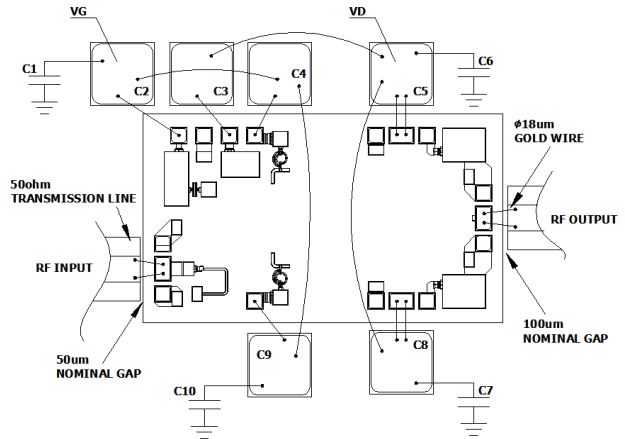 VG
VD
C1
C2
C3
C4
C5
C6
ϕ18um
GOLD WIRE
50ohm
TRANSMISSION LINE
RF INPUT
RF OUTPUT
50um
NOMINAL GAP
100um
NOMINAL GAP
C9
C8
C10
C7